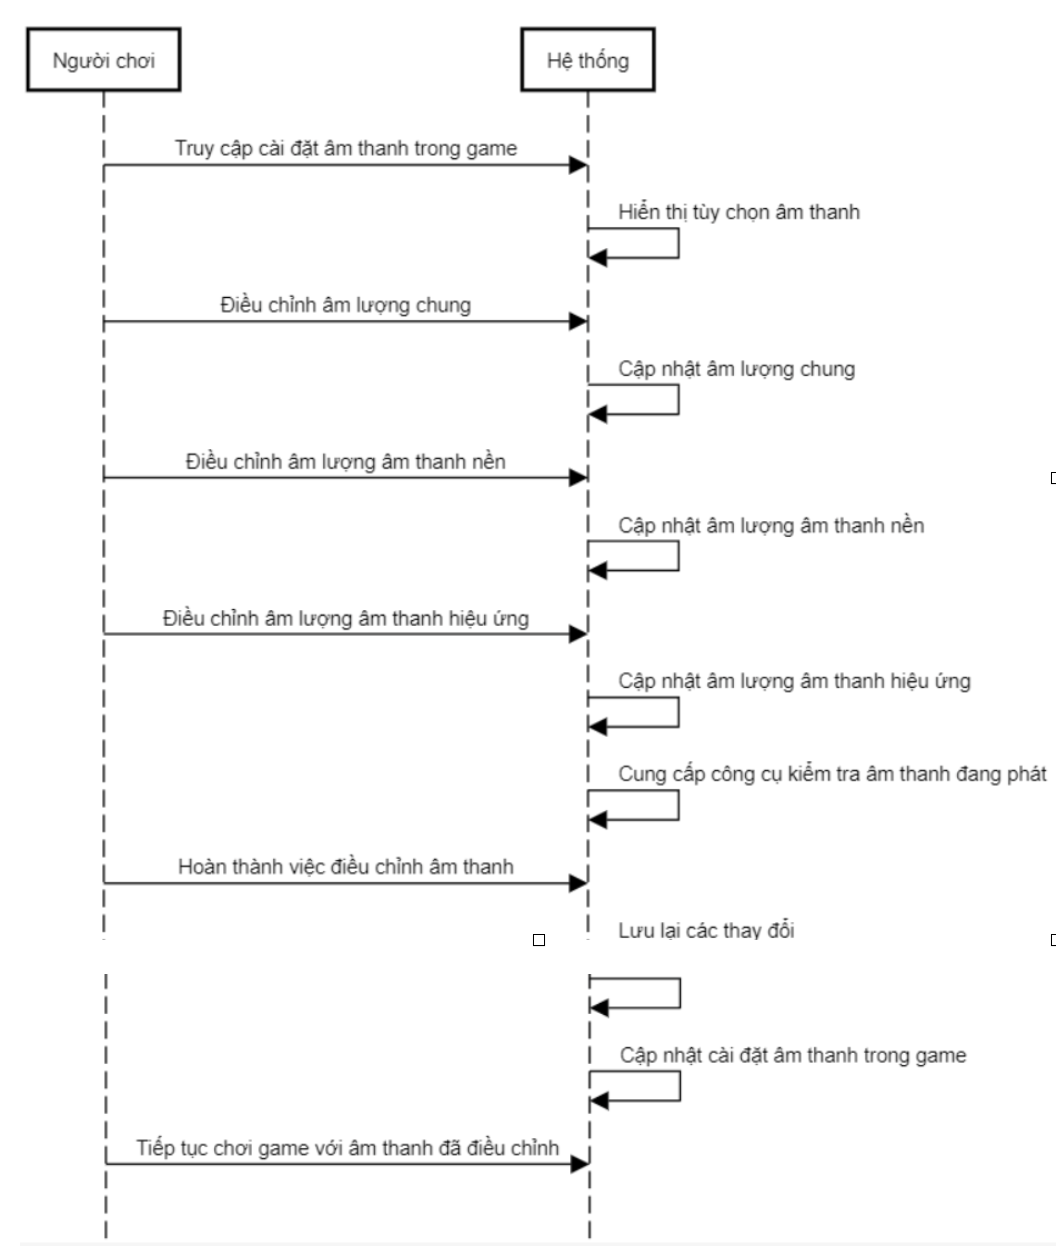 Người chơi
Hệ thống
Truy cập cài đặt âm thanh trong game
Hiển thị tùy chọn âm thanh
Điều chỉnh âm lượng chung
Cập nhật âm lượng chung
Điều chỉnh âm lượng âm thanh nền
Cập nhật âm lượng âm thanh nền
Điều chỉnh âm lượng âm thanh hiệu ứng
Cập nhật âm lượng âm thanh hiệu ứng
Cung cấp công cụ kiểm tra âm thanh đang phát
Hoàn thành việc điều chỉnh âm thanh
Lưu lại các thay đổi
Cập nhật cài đặt âm thanh trong game
Tiếp tục chơi game với âm thanh đã điều chỉnh